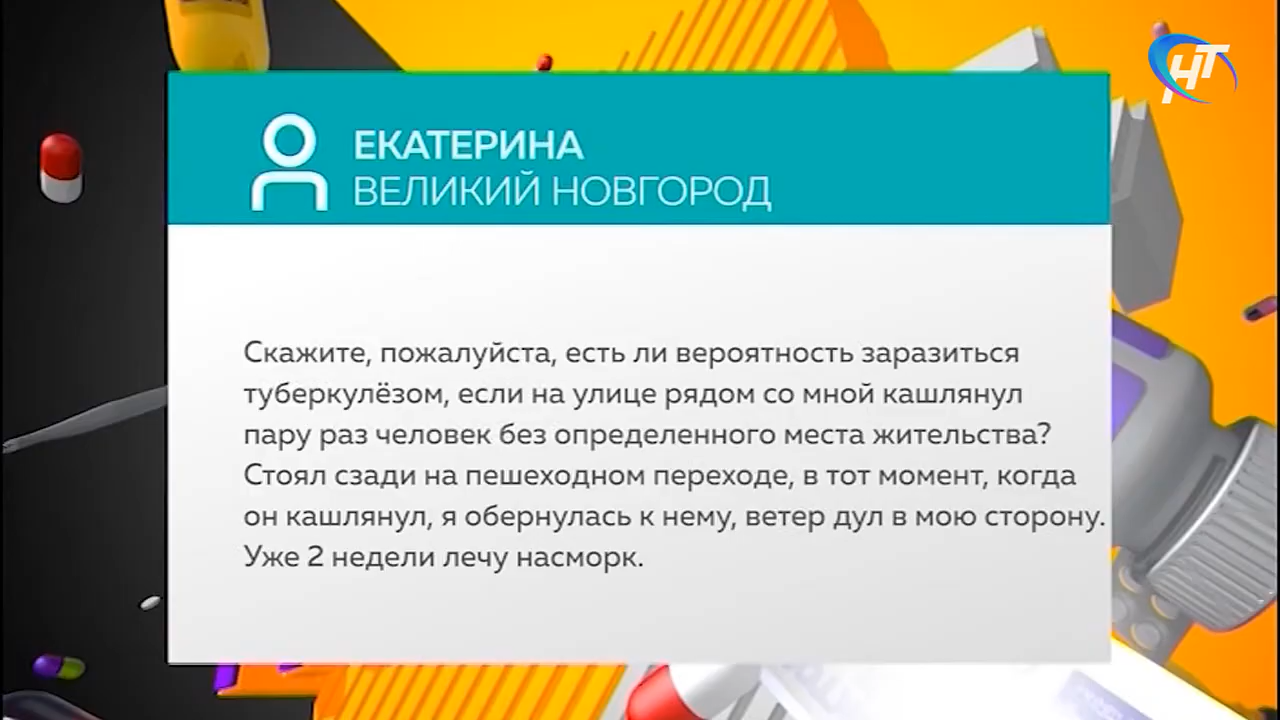 НТ
ЕКАТЕРИНА
ВЕЛИКИЙ НОВГОРОД
Скажите, пожалуйста, есть ли вероятность заразиться
туберкулёзом, если на улице рядом со мной кашлянул
пару раз человек без определенного места жительства?
Стоял сзади на пешеходном переходе, в тот момент, когда
он кашлянул, я обернулась к нему, ветер дул в мою сторону.
Уже 2 недели лечу насморк.